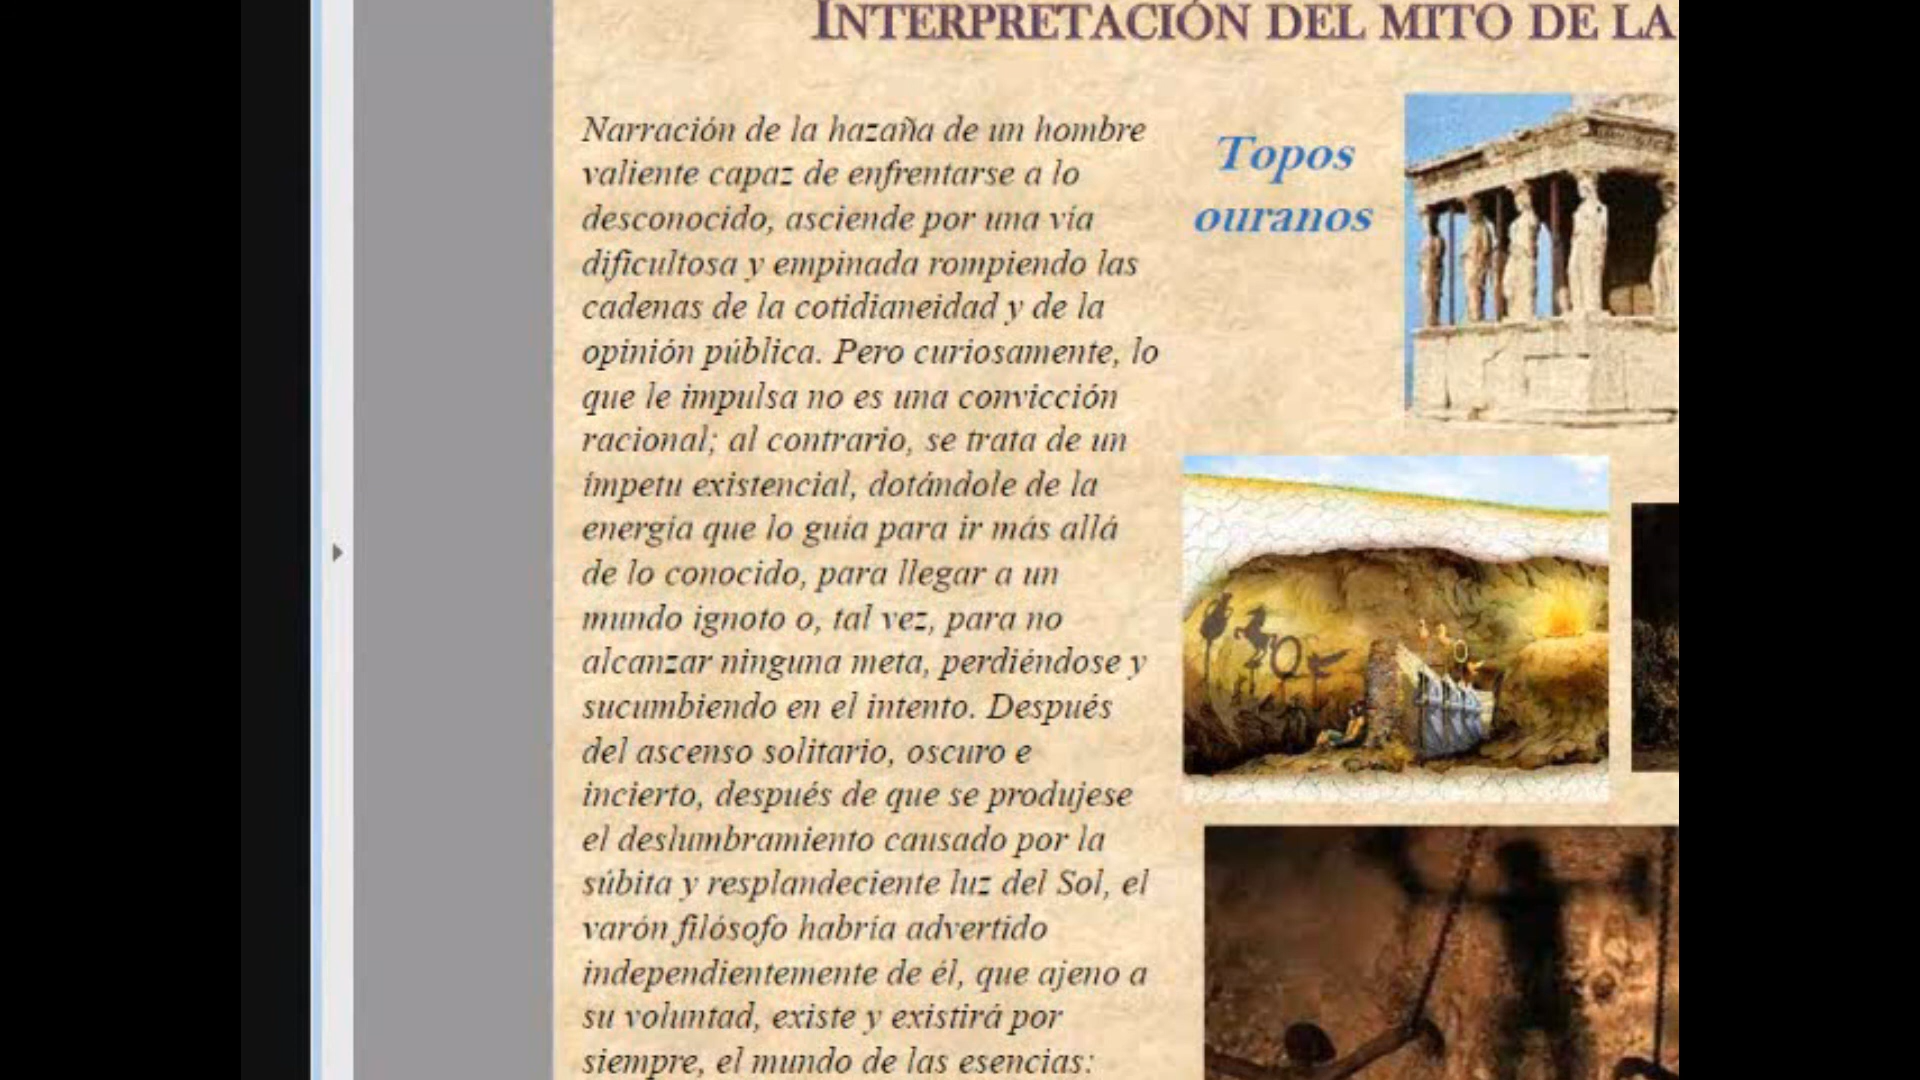 INTERPRETACIÓN DEL MITO DE LA
Narración de la hazaña de un hombre
valiente capaz de enfrentarse a lo
desconocido, asciende por una vía
dificultosa y empinada rompiendo las
cadenas de la cotidianeidad y de la
opinión pública. Pero curiosamente, lo
que le impulsa no es una convicción
racional; al contrario, se trata de un
ímpetu existencial, dotándole de la
energía que lo guía para ir más allá
de lo conocido, para llegar a un
mundo ignoto o, tal vez, para no
alcanzar ninguna meta, perdiéndose y
sucumbiendo en el intento. Después
del ascenso solitario, oscuro e
incierto, después de que se produjese
el deslumbramiento causado por la
súbita y resplandeciente luz del Sol, el
varón filósofo habría advertido
independientemente de él, que ajeno a
su voluntad, existe y existirá por
siempre, el mundo de las esencias:
Topos
ouranos